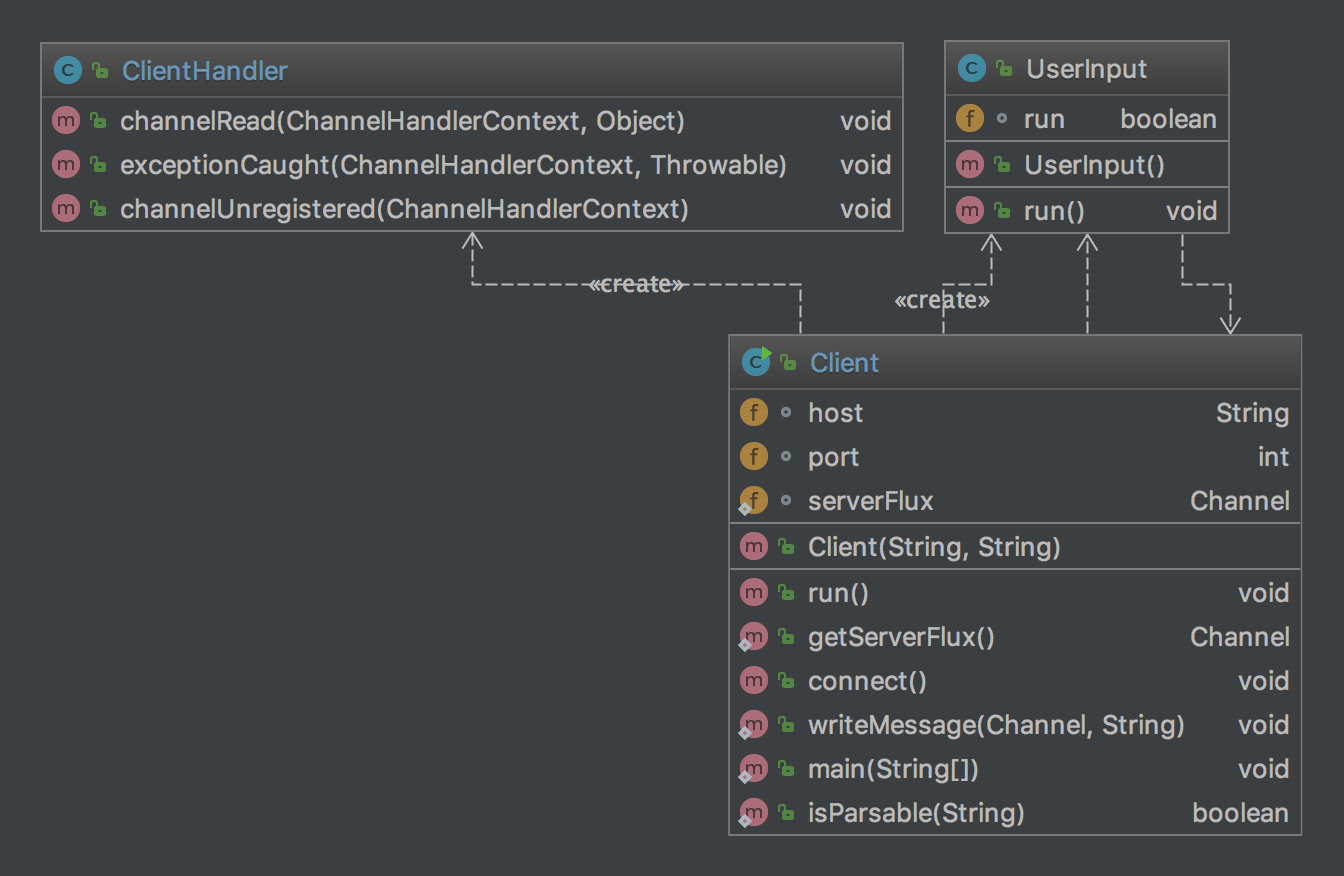 ClientHandler
channelRead(ChannelHandlerContext, Object) void
exceptionCaught(ChannelHandlerContext, Throwable) void
channelUnregistered(ChannelHandlerContext) void
UserInput
run boolean
UserInput()
run() void
«create»
«create»
Client
host String
port int
serverFlux Channel
Client(String, String)
run() void
getServerFlux() Channel
connect() void
writeMessage(Channel, String) void
main(String[]) void
isParsable(String) boolean